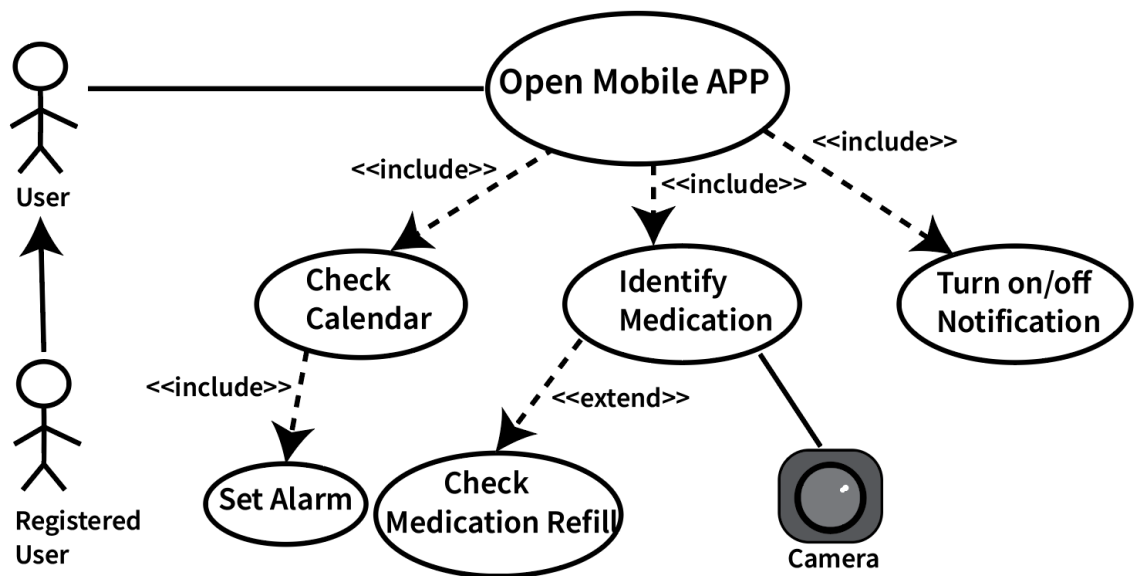 Open Mobile APP
<<include>>
<<include>>
<<include>>
User
Check
Calendar
Identify
Medication
Turn on/off
Notification
<<include>>
<<extend>>
Set Alarm
Check
Medication Refill
Registered
User
Camera